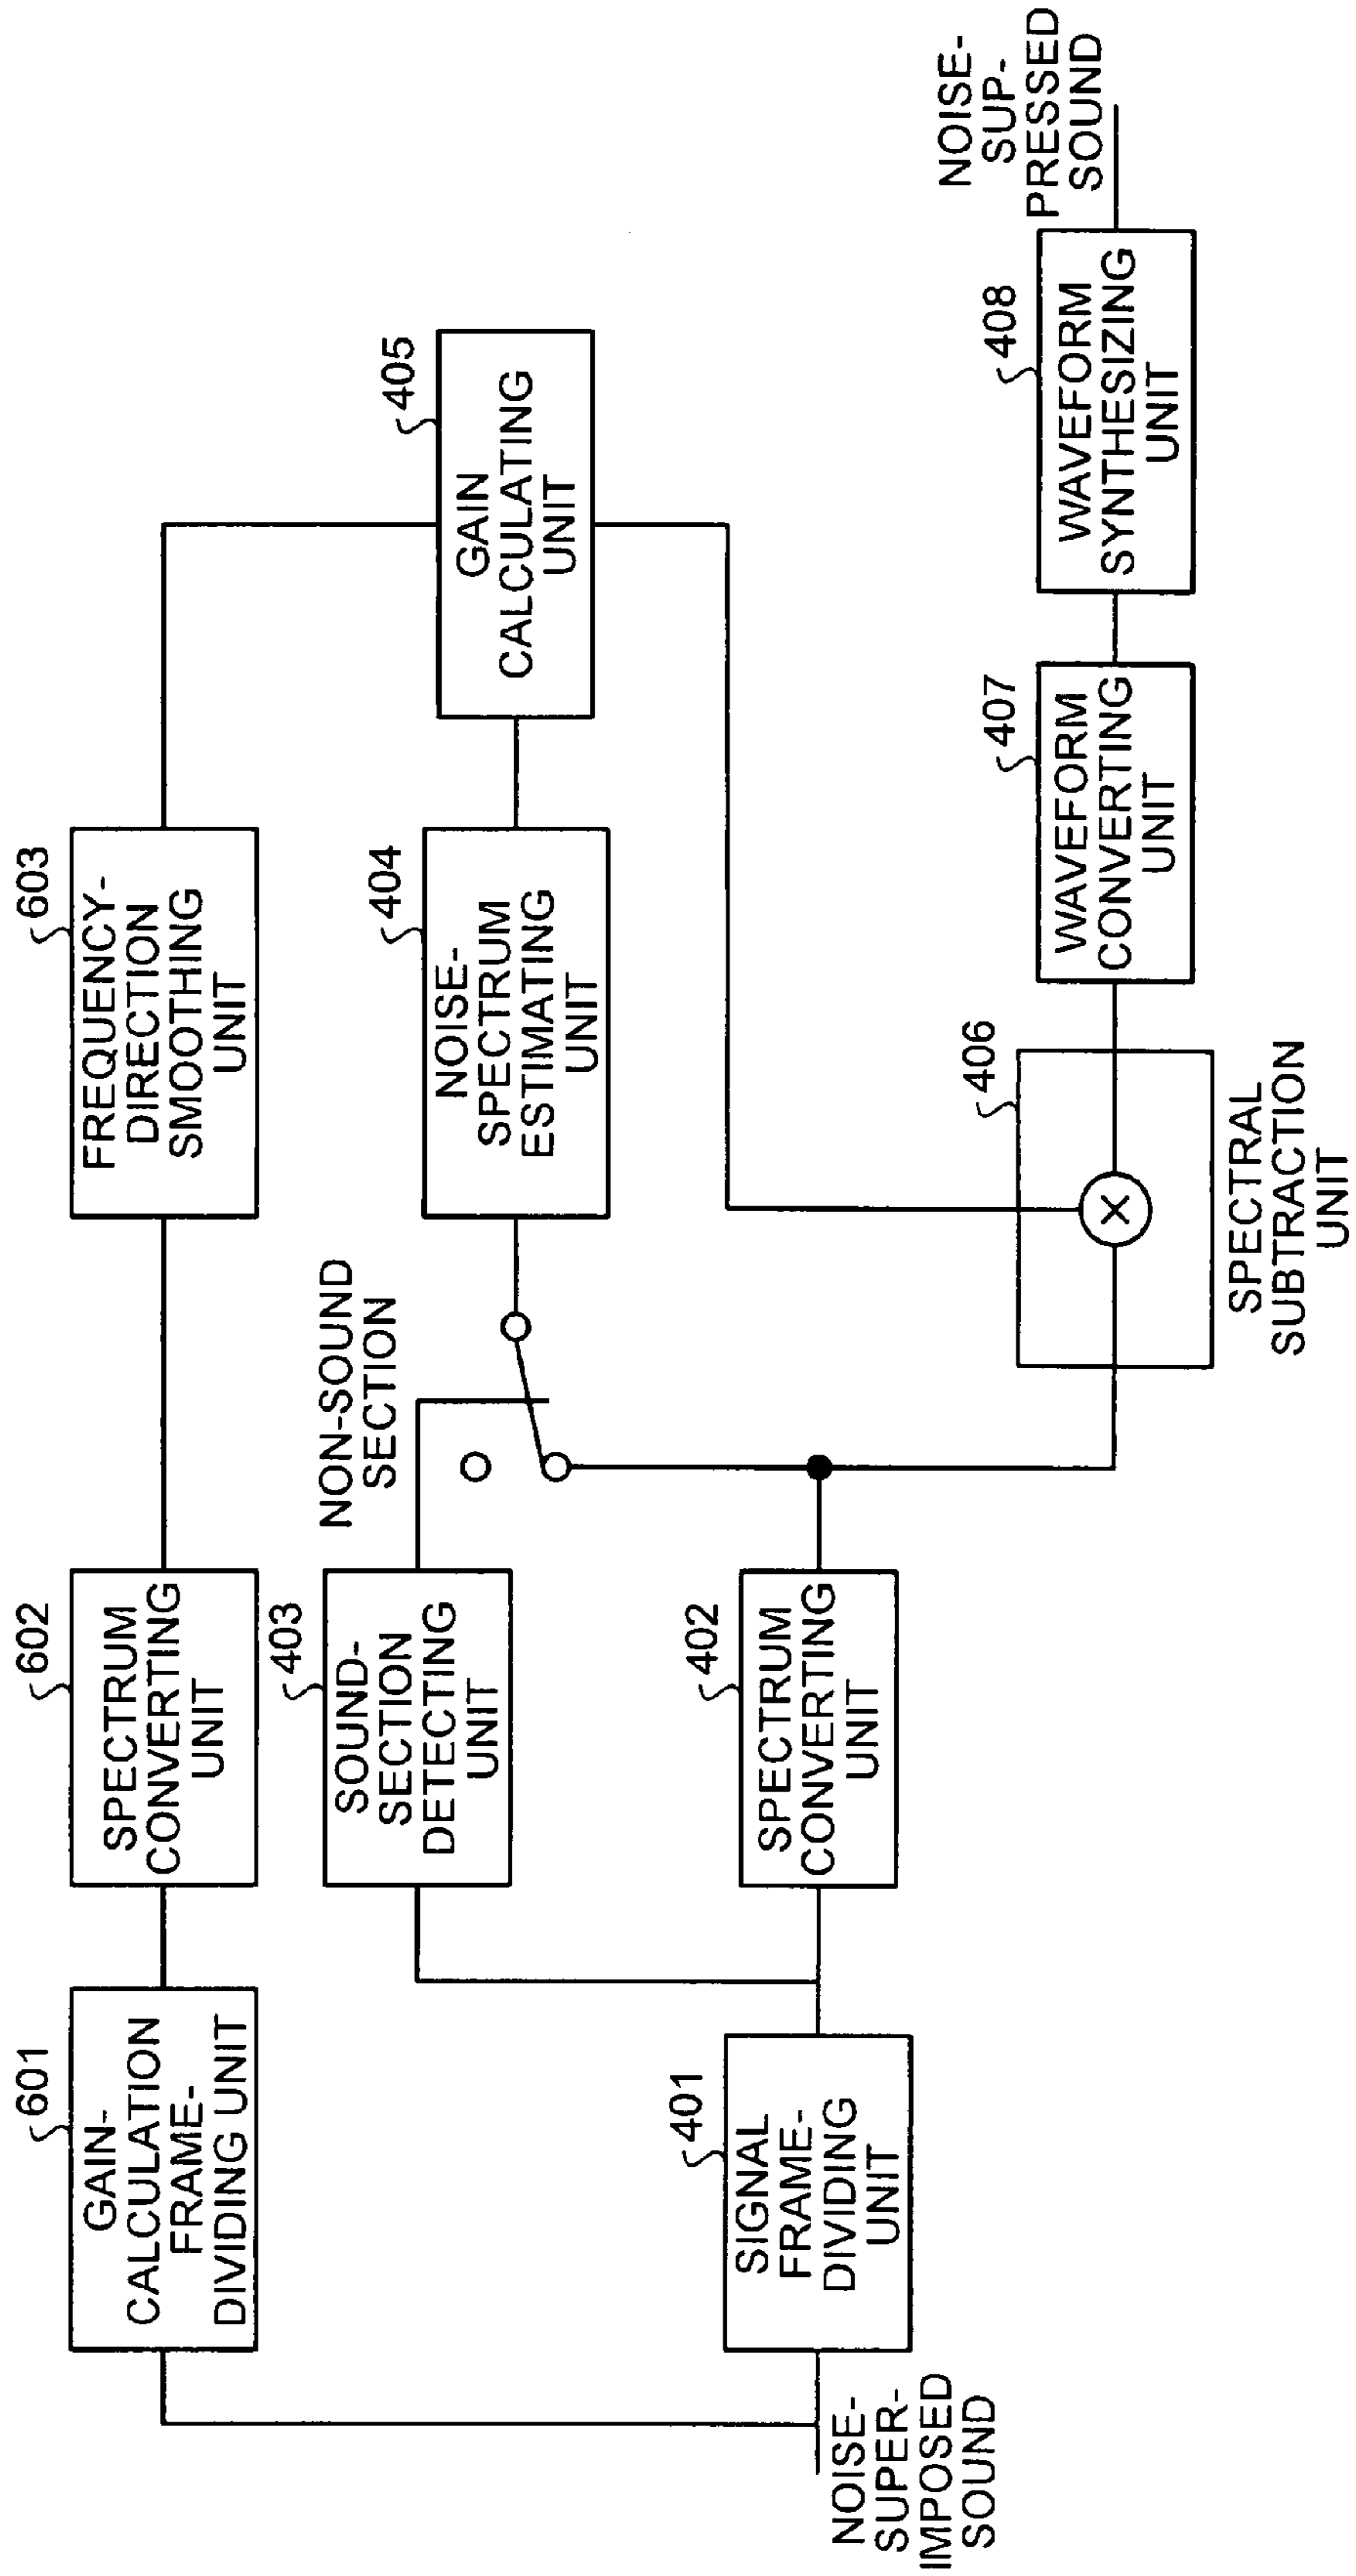 601
GAIN-
CALCULATION
FRAME-
DIVIDING UNIT
602
SPECTRUM
CONVERTING
UNIT
603
FREQUENCY-
DIRECTION
SMOOTHING
UNIT
403
SOUND-
SECTION
DETECTING
UNIT
NON-SOUND
SECTION
404
NOISE-
SPECTRUM
ESTIMATING
UNIT
405
GAIN
CALCULATING
UNIT
NOISE-
SUPER-
IMPOSED
SOUND
401
SIGNAL
FRAME-
DIVIDING
UNIT
402
SPECTRUM
CONVERTING
UNIT
406
×
SPECTRAL
SUBTRACTION
UNIT
407
WAVEFORM
CONVERTING
UNIT
408
WAVEFORM
SYNTHESIZING
UNIT
NOISE-
SUP-
PRESSED
SOUND